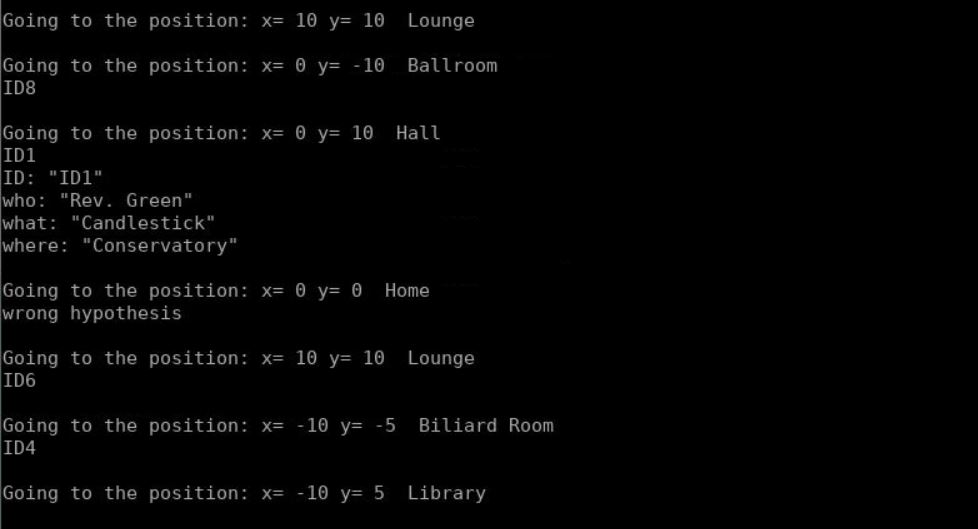 Going to the position: x= 10 y= 10  Lounge
Going to the position: x= 0 y= -10  Ballroom
ID8
Going to the position: x= 0 y= 10  Hall
ID1
ID: "ID1"
who: "Rev. Green"
what: "Candlestick"
where: "Conservatory"
Going to the position: x= 0 y= 0  Home
wrong hypothesis
Going to the position: x= 10 y= 10  Lounge
ID6
Going to the position: x= -10 y= -5  Biliard Room
ID4
Going to the position: x= -10 y= 5  Library